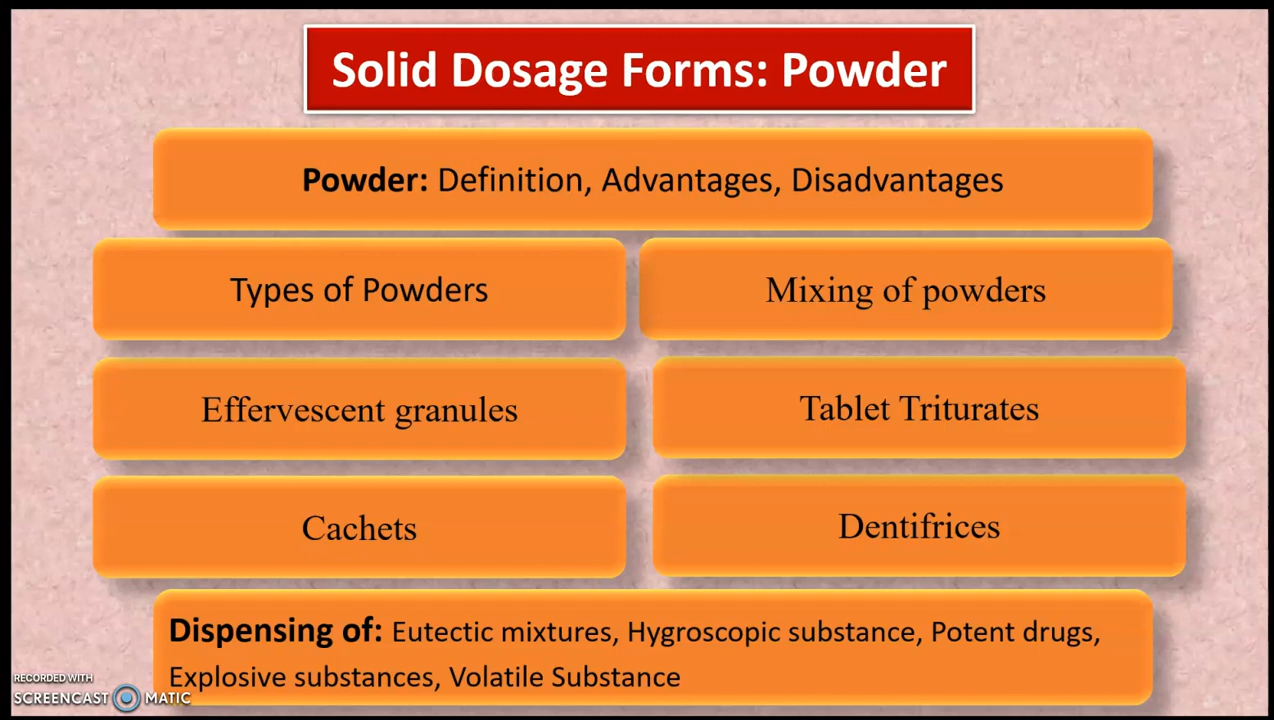 Solid Dosage Forms: Powder
Powder: Definition, Advantages, Disadvantages
Types of Powders
Mixing of powders
Effervescent granules
Tablet Triturates
Cachets
Dentifrices
Dispensing of: Eutectic mixtures, Hygroscopic substance, Potent drugs,
Explosive substances, Volatile Substance
RECORDED WITH
SCREENCAST MATIC